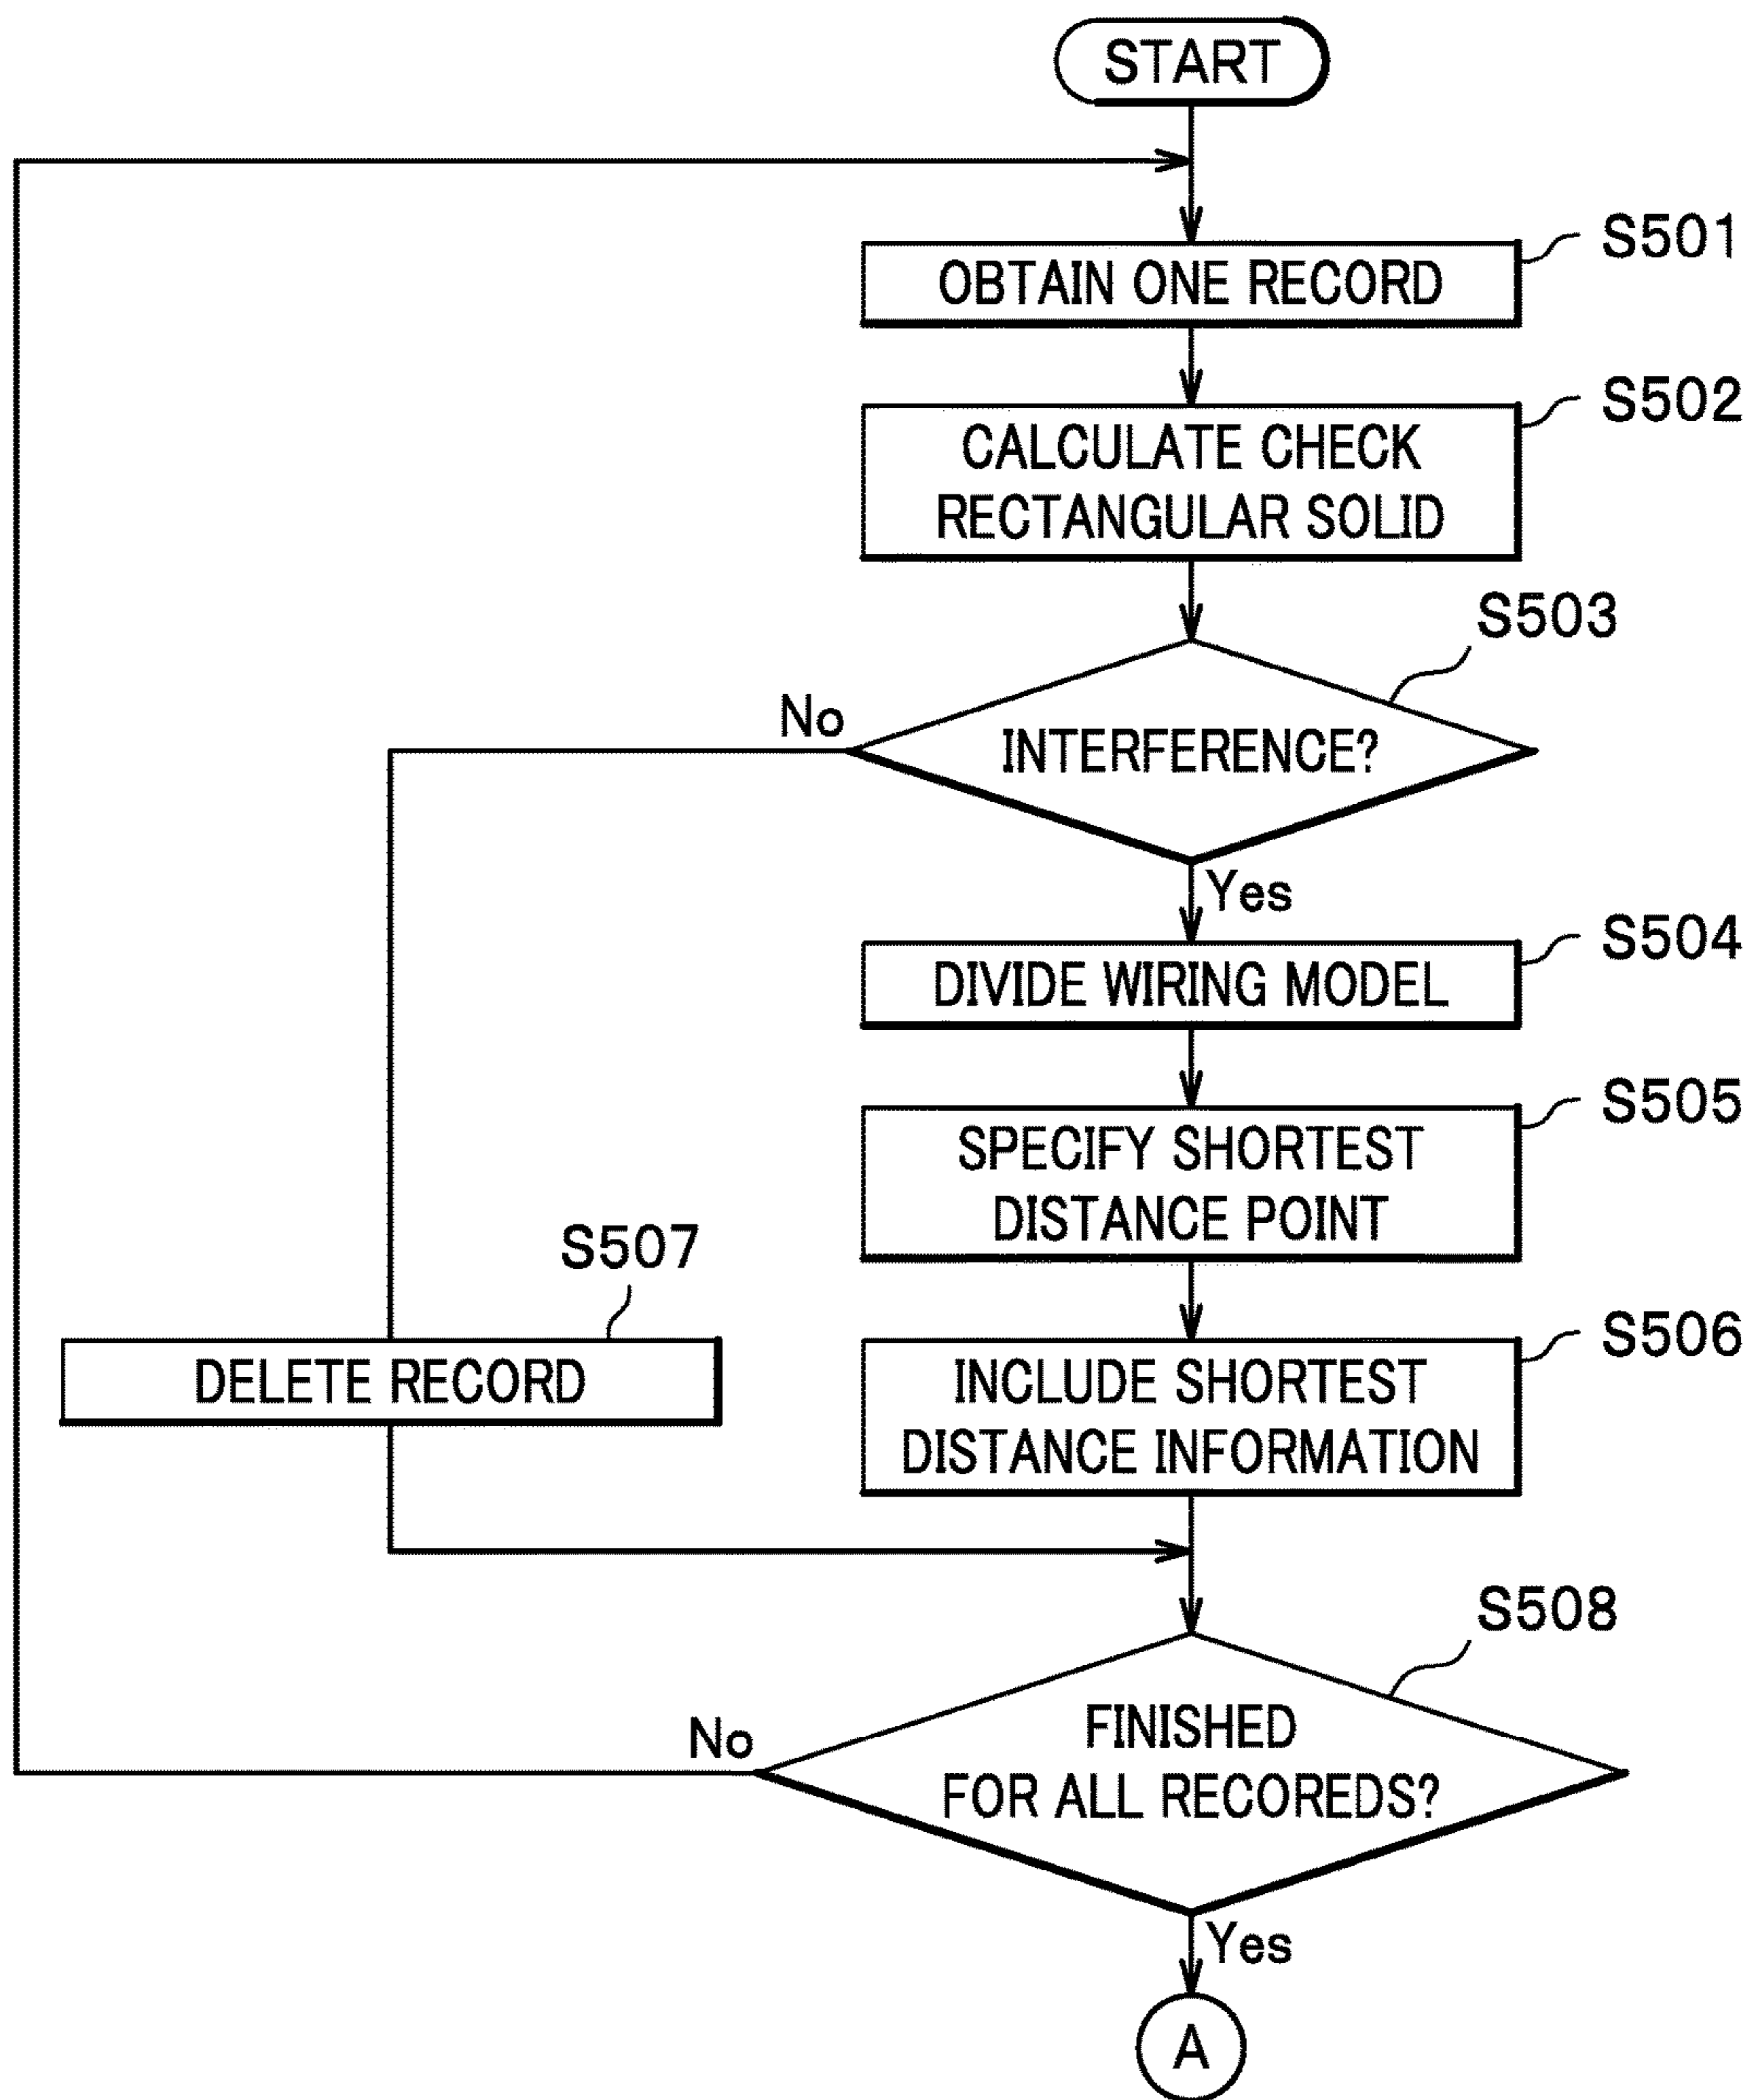 START
S501
OBTAIN ONE RECORD
S502
CALCULATE CHECK
RECTANGULAR SOLID
S503
No
INTERFERENCE?
Yes
S504
DIVIDE WIRING MODEL
S505
SPECIFY SHORTEST
DISTANCE POINT
S507
DELETE RECORD
S506
INCLUDE SHORTEST
DISTANCE INFORMATION
S508
No
FINISHED
FOR ALL RECOREDS?
Yes
A